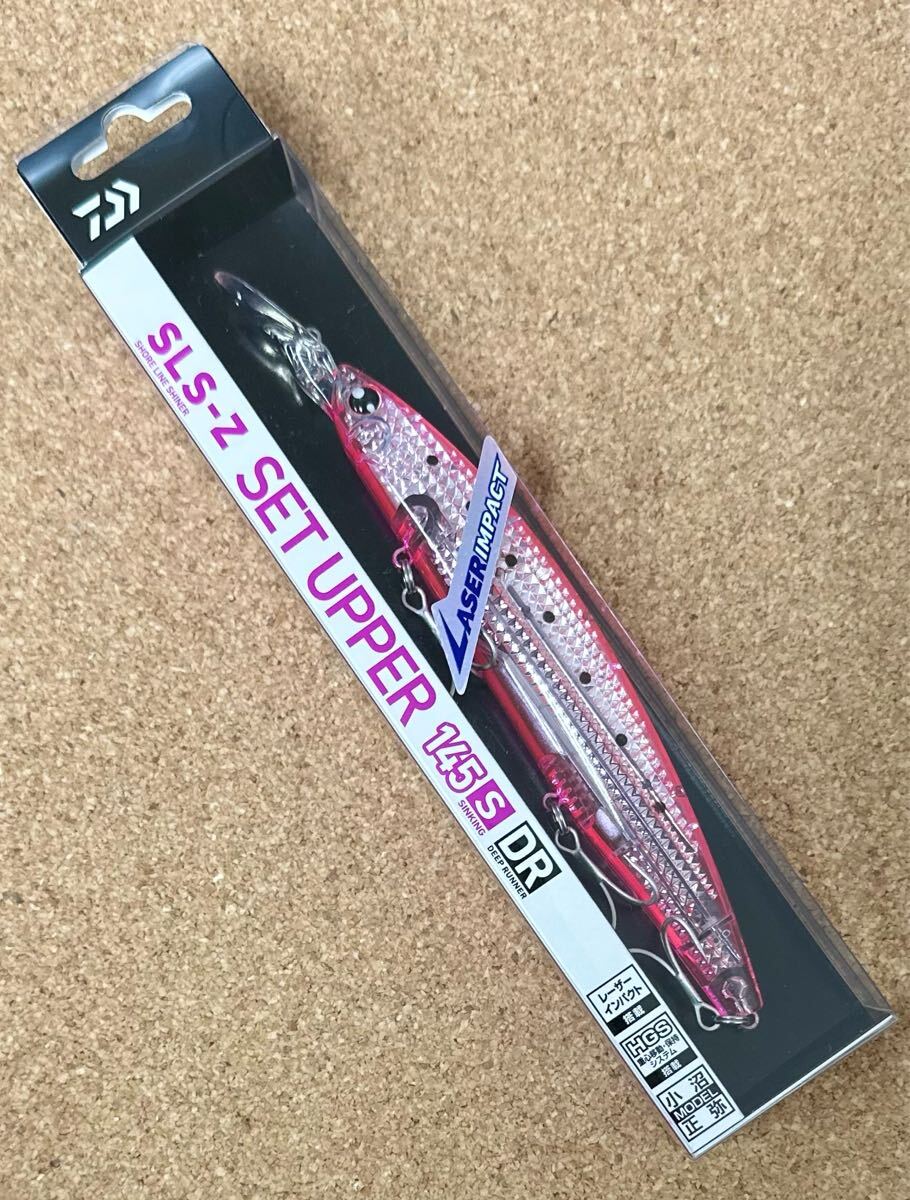 SLS-Z SET UPPER 145 S DR
SHORE LINE SHINER
SINKING
DEEP RUNNER
LASERIMPACT
レーザー
インパクト
搭載
HGS
重心移動・保持
システム
搭載
小沼
MODEL
正弥